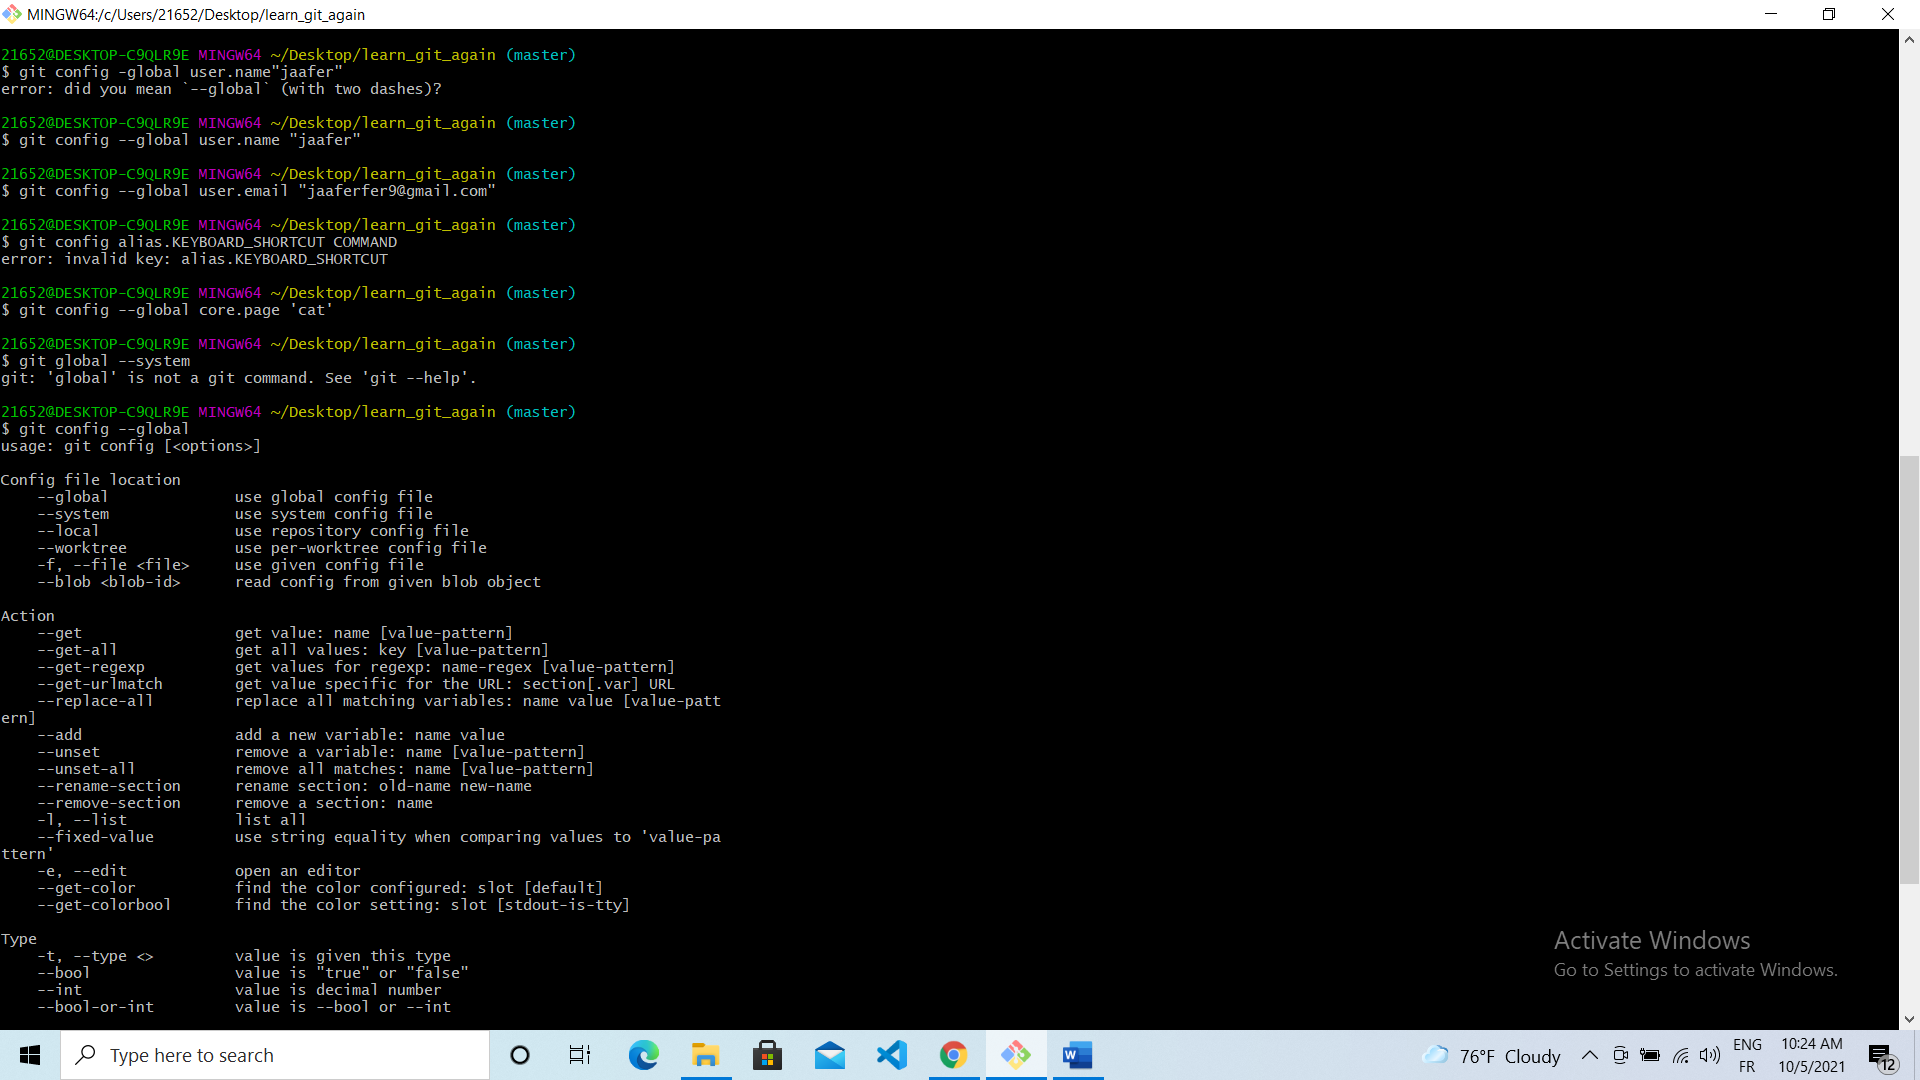 MINGW64:/c/Users/21652/Desktop/learn_git_again
21652@DESKTOP-C9QLR9E MINGW64 ~/Desktop/learn_git_again (master)
$ git config -global user.name"jaafer"
error: did you mean `--global` (with two dashes)?
21652@DESKTOP-C9QLR9E MINGW64 ~/Desktop/learn_git_again (master)
$ git config --global user.name "jaafer"
21652@DESKTOP-C9QLR9E MINGW64 ~/Desktop/learn_git_again (master)
$ git config --global user.email "jaaferfer9@gmail.com"
21652@DESKTOP-C9QLR9E MINGW64 ~/Desktop/learn_git_again (master)
$ git config alias.KEYBOARD_SHORTCUT COMMAND
error: invalid key: alias.KEYBOARD_SHORTCUT
21652@DESKTOP-C9QLR9E MINGW64 ~/Desktop/learn_git_again (master)
$ git config --global core.page 'cat'
21652@DESKTOP-C9QLR9E MINGW64 ~/Desktop/learn_git_again (master)
$ git global --system
git: 'global' is not a git command. See 'git --help'.
21652@DESKTOP-C9QLR9E MINGW64 ~/Desktop/learn_git_again (master)
$ git config --global
usage: git config [<options>]
Config file location
--global use global config file
--system use system config file
--local use repository config file
--worktree use per-worktree config file
-f, --file <file> use given config file
--blob <blob-id> read config from given blob object
Action
--get get value: name [value-pattern]
--get-all get all values: key [value-pattern]
--get-regexp get values for regexp: name-regex [value-pattern]
--get-urlmatch get value specific for the URL: section[.var] URL
--replace-all replace all matching variables: name value [value-patt
ern]
--add add a new variable: name value
--unset remove a variable: name [value-pattern]
--unset-all remove all matches: name [value-pattern]
--rename-section rename section: old-name new-name
--remove-section remove a section: name
-l, --list list all
--fixed-value use string equality when comparing values to 'value-pa
ttern'
-e, --edit open an editor
--get-color find the color configured: slot [default]
--get-colorbool find the color setting: slot [stdout-is-tty]
Type
-t, --type <> value is given this type
--bool value is "true" or "false"
--int value is decimal number
--bool-or-int value is --bool or --int
Activate Windows
Go to Settings to activate Windows.
Type here to search
76°F Cloudy
ENG
FR
10:24 AM
10/5/2021
12